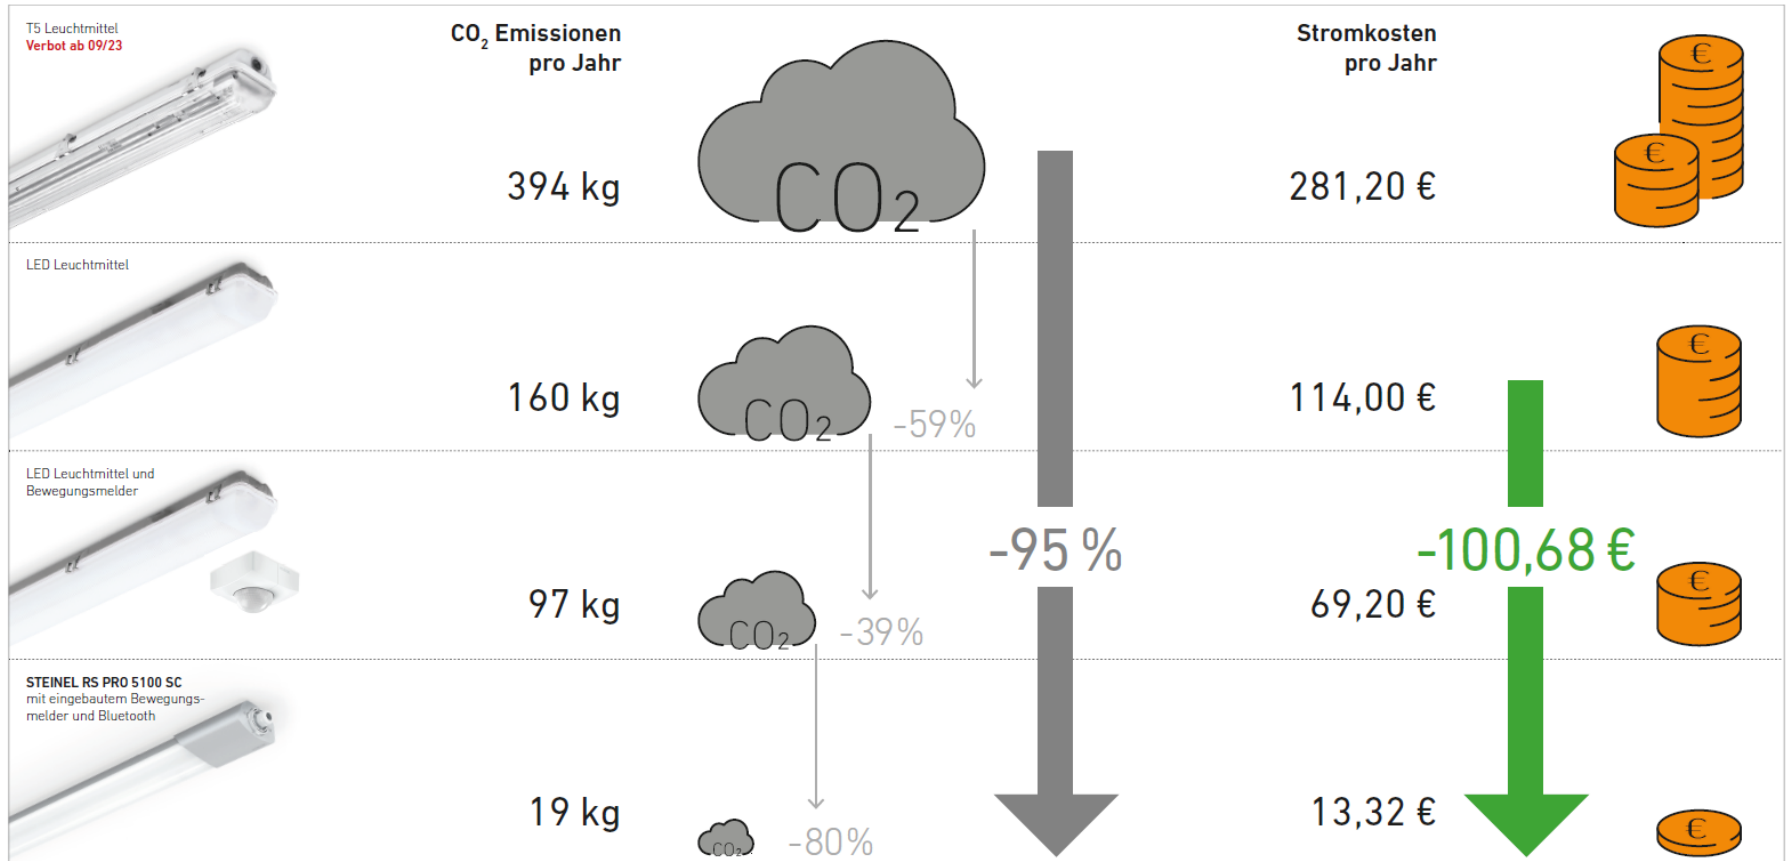 T5 Leuchtmittel
Verbot ab 09/23
CO₂ Emissionen
pro Jahr
Stromkosten
pro Jahr
€
€
394 kg
CO₂
281,20 €
LED Leuchtmittel
€
160 kg
CO₂
-59%
114,00 €
LED Leuchtmittel und
Bewegungsmelder
-95 %
-100,68 €
€
97 kg
CO₂
-39%
69,20 €
STEINEL RS PRO 5100 SC
mit eingebautem Bewegungs-
melder und Bluetooth
19 kg
CO₂
-80%
13,32 €
€